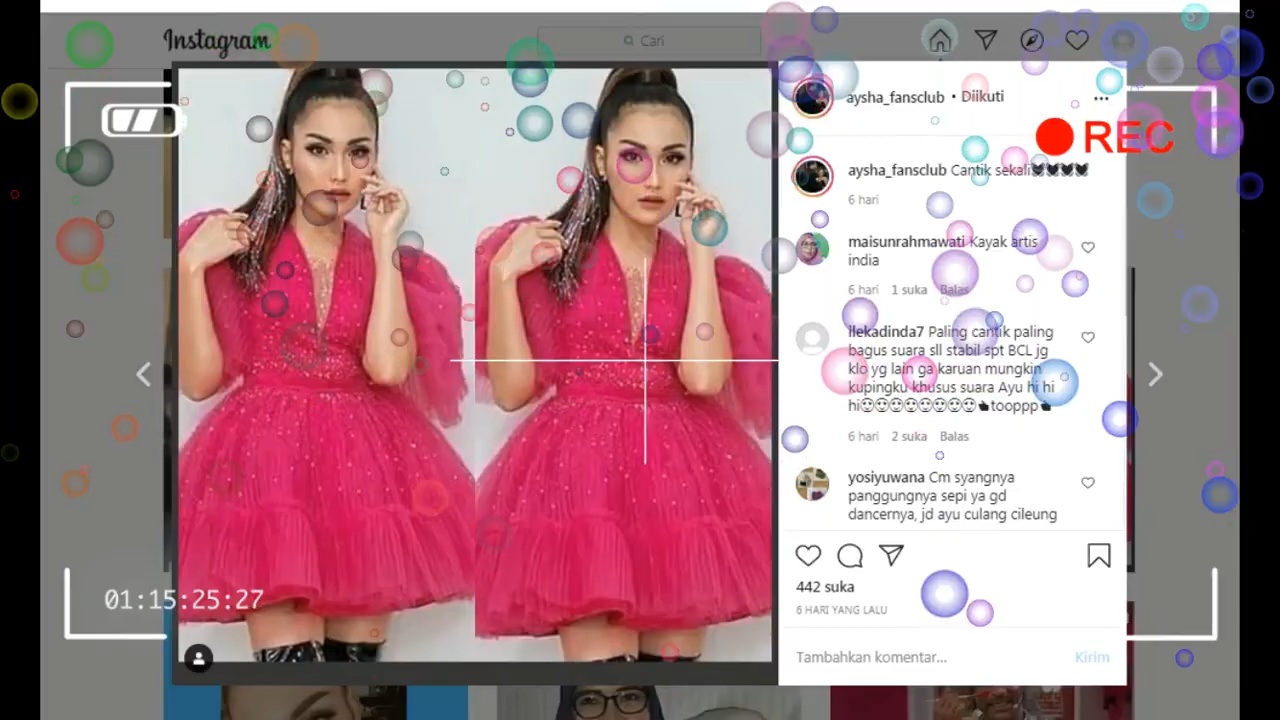 Instagram
Cari
REC
aysha_fansclub • Diikuti
aysha_fansclub Cantik sekali
6 hari
maisunrahmawati Kayak artis
india
6 hari 1 suka Balas
llekadinda7 Paling cantik paling
bagus suara sll stabil spt BCL jg
klo yg lain ga karuan mungkin
kupingku khusus suara Ayu hi hi
hi😍😍😍😍😍😍😍😍👍tooppp👍
6 hari 2 suka Balas
yosiyuwana Cm syangnya
panggungnya sepi ya gd
dancernya, jd ayu culang cileung
442 suka
6 HARI YANG LALU
Tambahkan komentar... Kirim
01:15:25:27